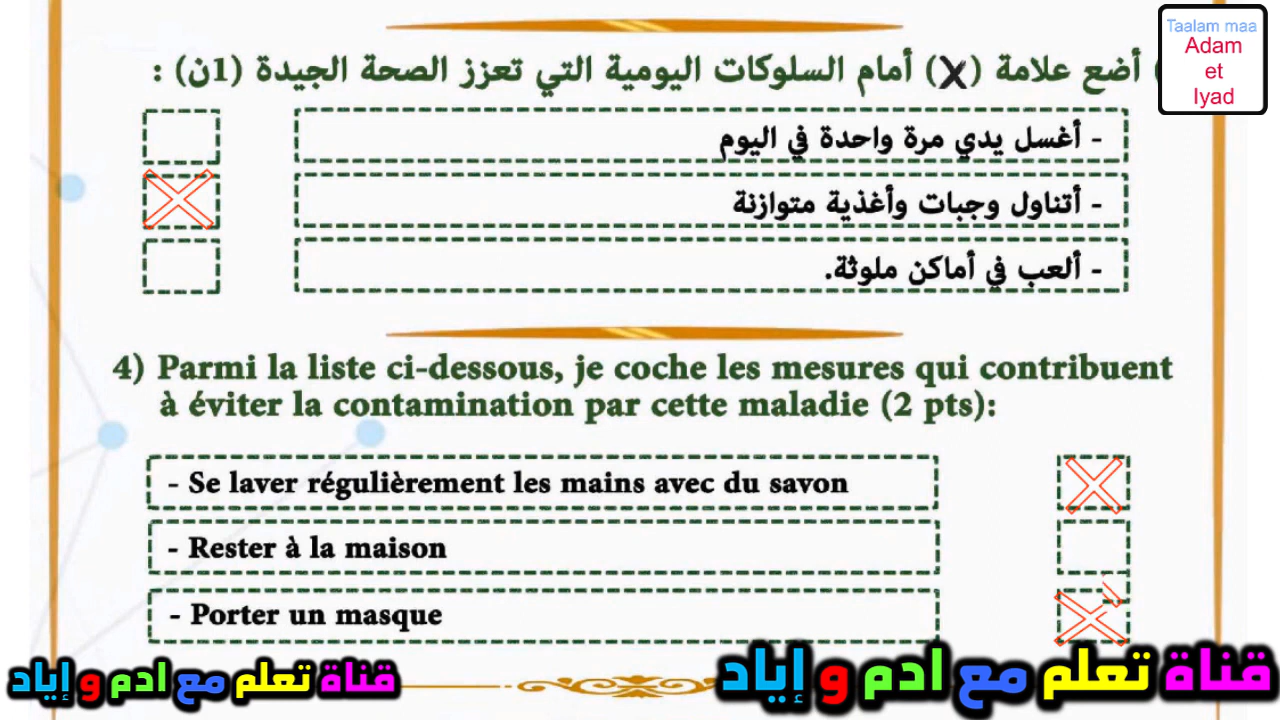 Taalam maa
Adam
et
Iyad
) أضع علامة (X) أمام السلوكات اليومية التي تعزز الصحة الجيدة (1ن) :
- أغسل يدي مرة واحدة في اليوم
- أتناول وجبات وأغذية متوازنة
- ألعب في أماكن ملوثة.
4) Parmi la liste ci-dessous, je coche les mesures qui contribuent
à éviter la contamination par cette maladie (2 pts):
- Se laver régulièrement les mains avec du savon
- Rester à la maison
- Porter un masque
قناة تعلم مع ادم و إياد
قناة تعلم مع ادم و إياد